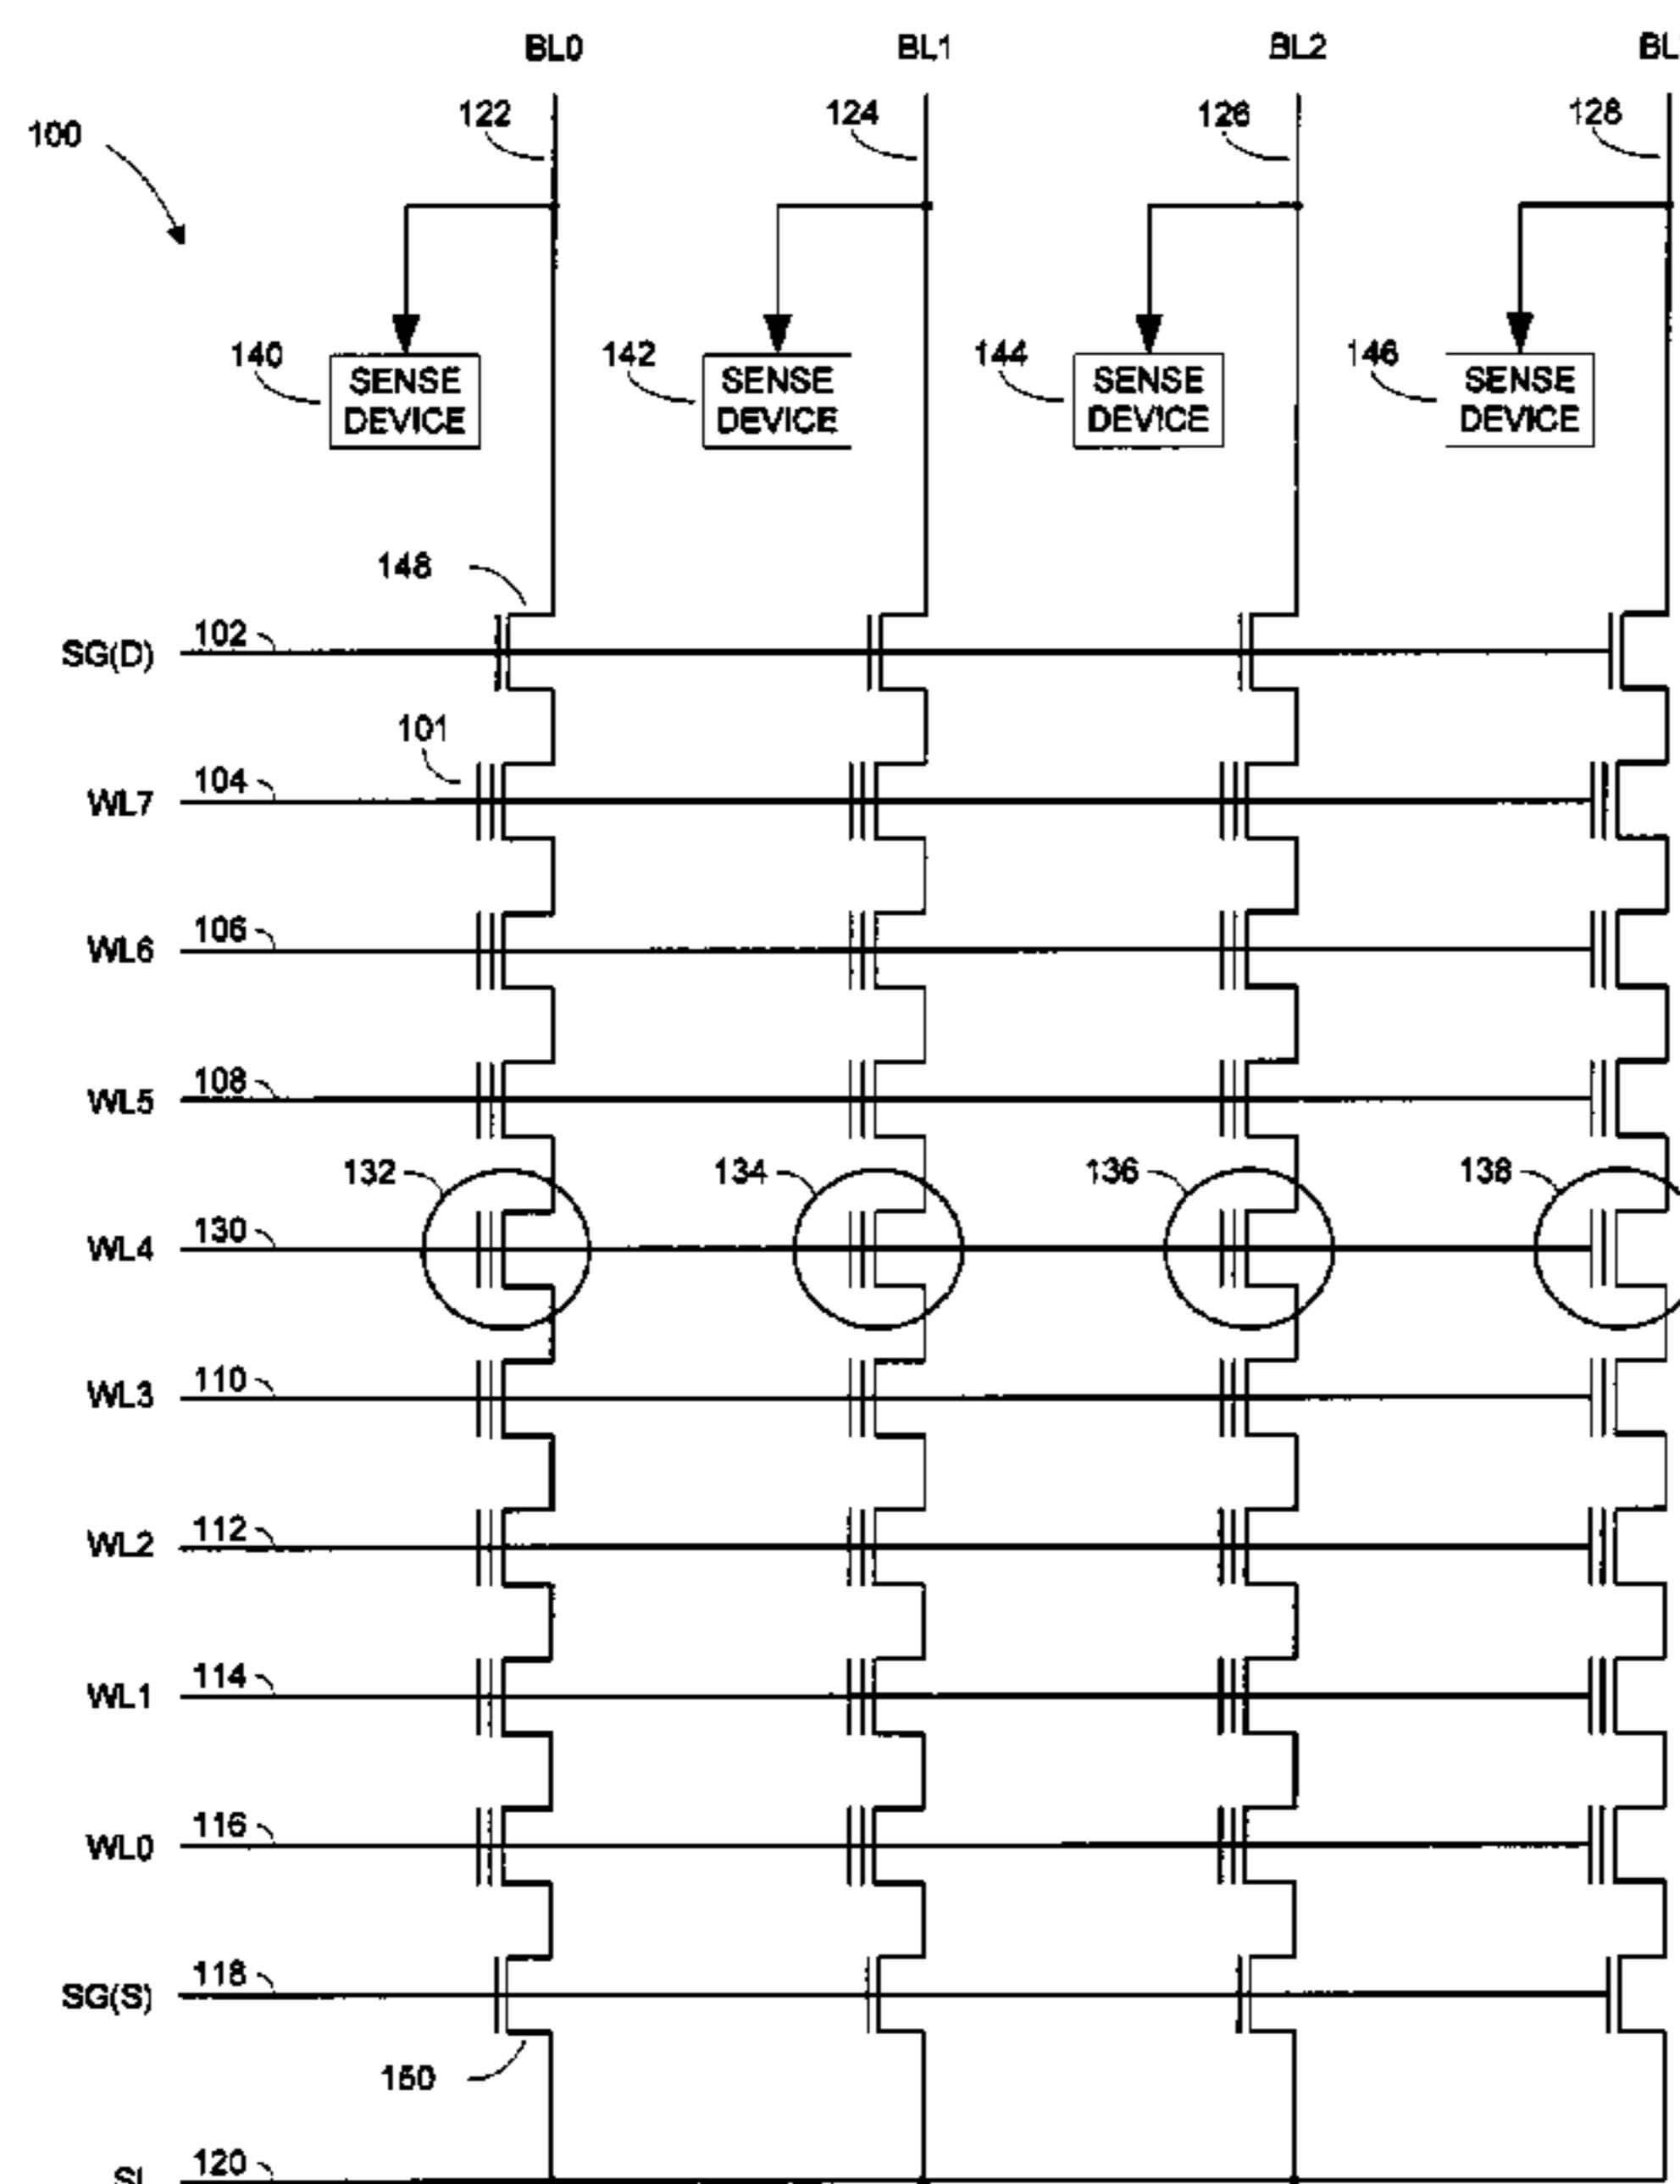 BL0 BL1 BL2 BL
100 122 124 126 128
140 SENSE DEVICE 142 SENSE DEVICE 144 SENSE DEVICE 146 SENSE DEVICE
148
SG(D) 102
101
WL7 104
WL6 106
WL5 108
132 134 136 138
WL4 130
WL3 110
WL2 112
WL1 114
WL0 116
SG(S) 118
150
SL 120